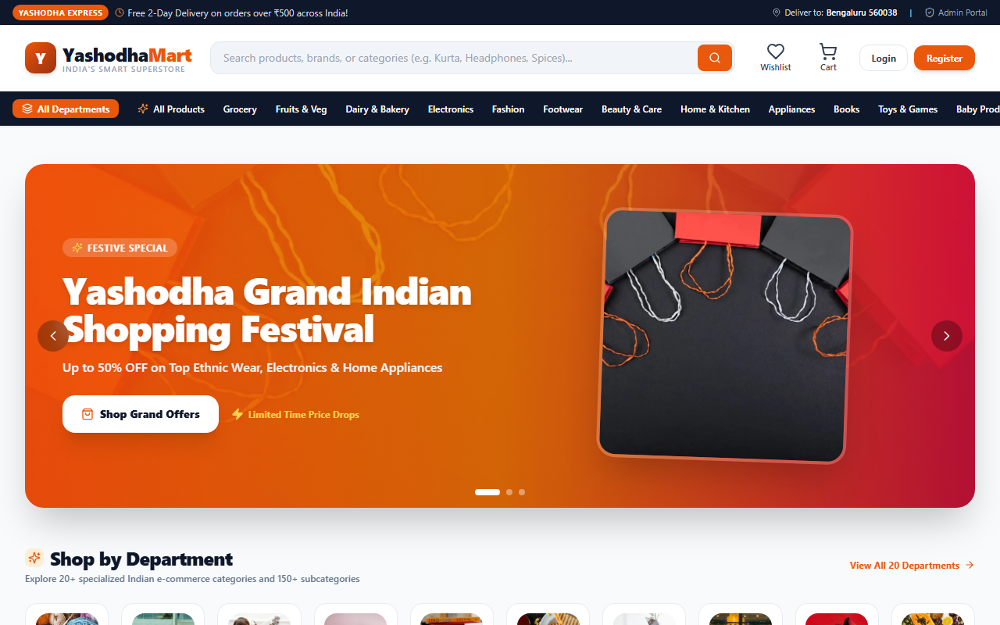 YASHODHA EXPRESS Free 2-Day Delivery on orders over ₹500 across India! Deliver to: Bengaluru 560038 | Admin Portal
Y YashodhaMart
INDIA'S SMART SUPERSTORE
Search products, brands, or categories (e.g. Kurta, Headphones, Spices)...
Wishlist Cart Login Register
All Departments All Products Grocery Fruits & Veg Dairy & Bakery Electronics Fashion Footwear Beauty & Care Home & Kitchen Appliances Books Toys & Games Baby Prod
FESTIVE SPECIAL
Yashodha Grand Indian
Shopping Festival
Up to 50% OFF on Top Ethnic Wear, Electronics & Home Appliances
Shop Grand Offers Limited Time Price Drops
Shop by Department
Explore 20+ specialized Indian e-commerce categories and 150+ subcategories
View All 20 Departments